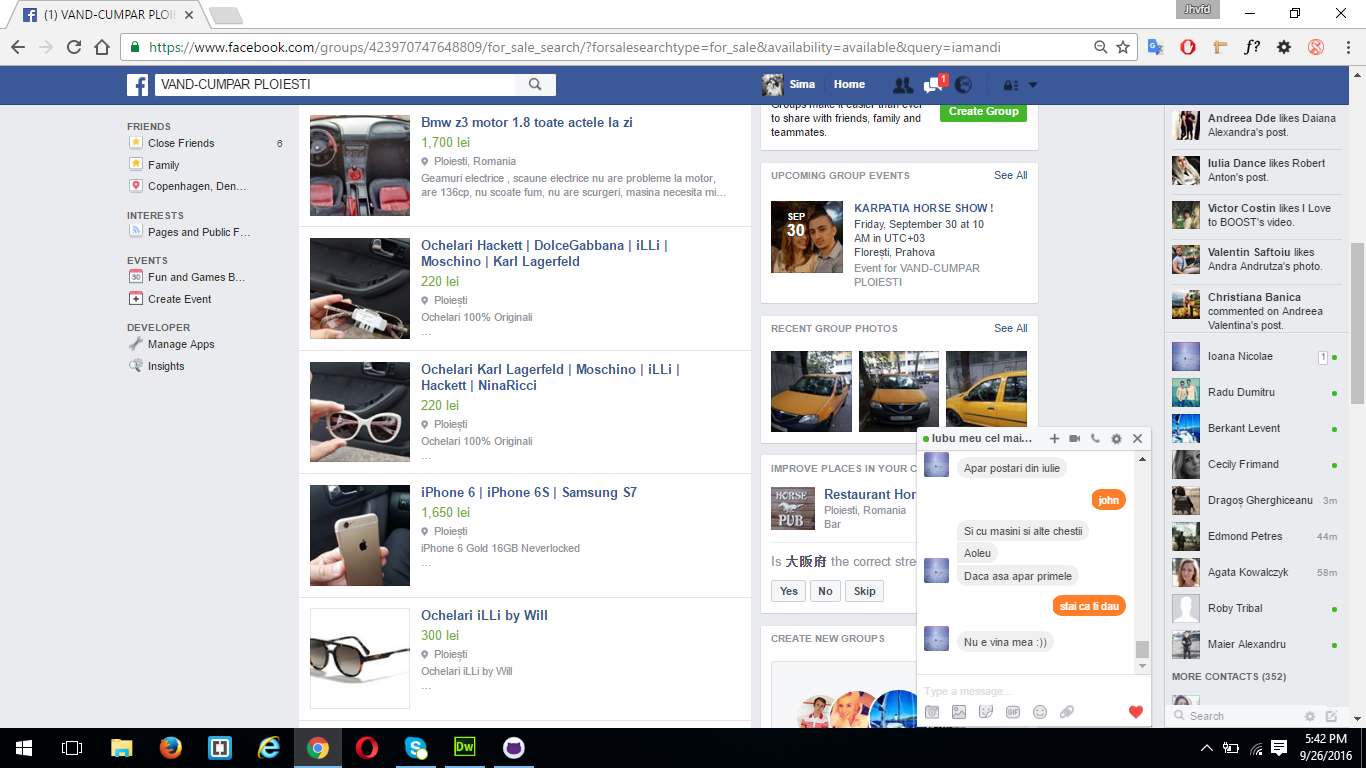 Jhvfd
(1) VAND-CUMPAR PLOIE
https://www.facebook.com/groups/423970747648809/for_sale_search/?forsalesearchtype=for_sale&availability=available&query=iamandi
f?
VAND-CUMPAR PLOIESTI
Sima
Home
1
FRIENDS
Close Friends 6
Family
Copenhagen, Den...
INTERESTS
Pages and Public F...
EVENTS
30 Fun and Games B...
Create Event
DEVELOPER
Manage Apps
Insights
Bmw z3 motor 1.8 toate actele la zi
1,700 lei
Ploiesti, Romania
Geamuri electrice , scaune electrice nu are probleme la motor,
are 136cp, nu scoate fum, nu are scurgeri, masina necesita mi...
Ochelari Hackett | DolceGabbana | iLLi |
Moschino | Karl Lagerfeld
220 lei
Ploiești
Ochelari 100% Originali
...
Ochelari Karl Lagerfeld | Moschino | iLLi |
Hackett | NinaRicci
220 lei
Ploiești
Ochelari 100% Originali
...
iPhone 6 | iPhone 6S | Samsung S7
1,650 lei
Ploiești
iPhone 6 Gold 16GB Neverlocked
...
Ochelari iLLi by Will
300 lei
Ploiești
Ochelari iLLi by Will
...
Groups make it easier than ever
to share with friends, family and
teammates.
Create Group
UPCOMING GROUP EVENTS
See All
SEP
30
KARPATIA HORSE SHOW !
Friday, September 30 at 10
AM in UTC+03
Florești, Prahova
Event for VAND-CUMPAR
PLOIESTI
RECENT GROUP PHOTOS
See All
IMPROVE PLACES IN YOUR C
HORSE
PUB
Restaurant Hor
Ploiesti, Romania
Bar
Is 大阪府 the correct stre
Yes
No
Skip
CREATE NEW GROUPS
Iubu meu cel mai...
Apar postari din iulie
john
Si cu masini si alte chestii
Aoleu
Daca asa apar primele
stai ca ti dau
Nu e vina mea :))
Type a message...
GIF
Andreea Dde likes Daiana
Alexandra's post.
Iulia Dance likes Robert
Anton's post.
Victor Costin likes I Love
to BOOST's video.
Valentin Saftoiu likes
Andra Andrutza's photo.
Christiana Banica
commented on Andreea
Valentina's post.
Ioana Nicolae 1
Radu Dumitru
Berkant Levent
Cecily Frimand
Dragoș Gherghiceanu 3m
Edmond Petres 44m
Agata Kowalczyk 58m
Roby Tribal
Maier Alexandru
MORE CONTACTS (352)
Search
Dw
5:42 PM
9/26/2016